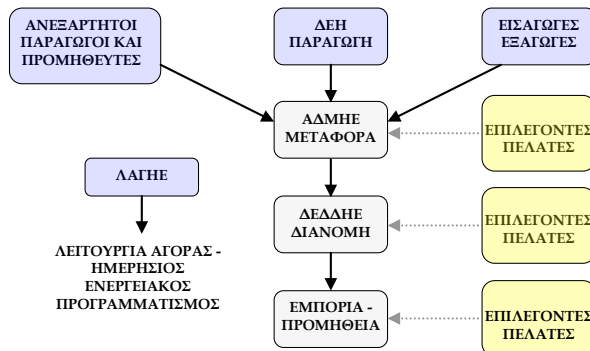 ΑΝΕΞΑΡΤΗΤΟΙ
ΠΑΡΑΓΩΓΟΙ ΚΑΙ
ΠΡΟΜΗΘΕΥΤΕΣ
ΔΕΗ
ΠΑΡΑΓΩΓΗ
ΕΙΣΑΓΩΓΕΣ
ΕΞΑΓΩΓΕΣ
ΑΔΜΗΕ
ΜΕΤΑΦΟΡΑ
ΕΠΙΛΕΓΟΝΤΕΣ
ΠΕΛΑΤΕΣ
ΛΑΓΗΕ
ΔΕΔΔΗΕ
ΔΙΑΝΟΜΗ
ΕΠΙΛΕΓΟΝΤΕΣ
ΠΕΛΑΤΕΣ
ΛΕΙΤΟΥΡΓΙΑ ΑΓΟΡΑΣ -
ΗΜΕΡΗΣΙΟΣ
ΕΝΕΡΓΕΙΑΚΟΣ
ΠΡΟΓΡΑΜΜΑΤΙΣΜΟΣ
ΕΜΠΟΡΙΑ -
ΠΡΟΜΗΘΕΙΑ
ΕΠΙΛΕΓΟΝΤΕΣ
ΠΕΛΑΤΕΣ